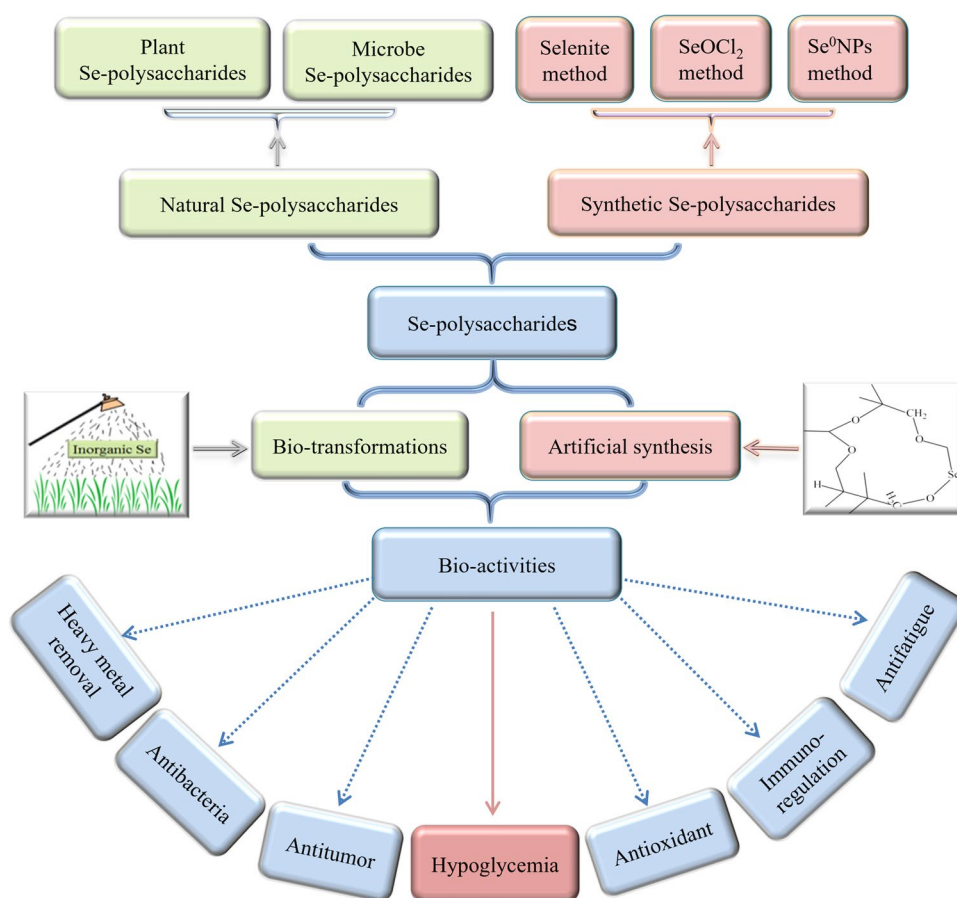 Plant
Se-polysaccharides
Microbe
Se-polysaccharides
Selenite
method
SeOCl₂
method
Se⁰NPs
method
Natural Se-polysaccharides
Synthetic Se-polysaccharides
Se-polysaccharides
Inorganic Se
Bio-transformations
Artificial synthesis
O
CH₂
O
O
Se
H
H₂C
O
Bio-activities
Heavy metal
removal
Antibacteria
Antitumor
Hypoglycemia
Antioxidant
Immuno-
regulation
Antifatigue